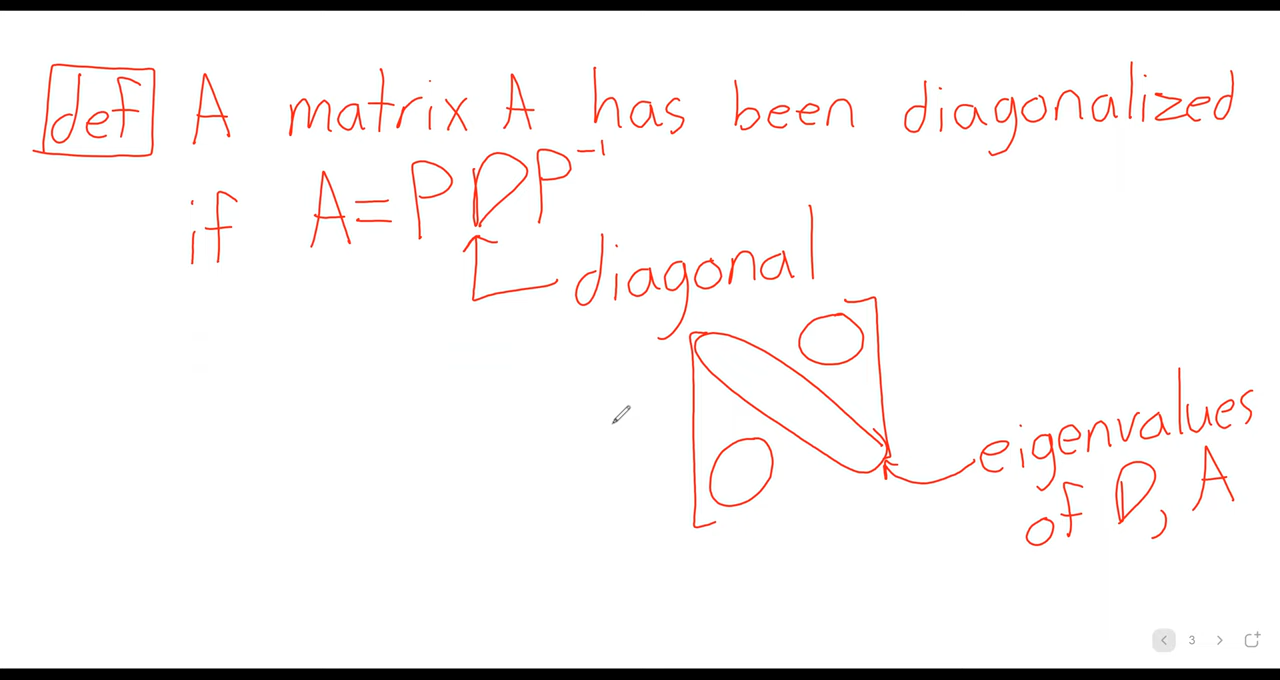 def A matrix A has been diagonalized
if A=PDP⁻¹
diagonal
0
0
eigenvalues
of D, A
3